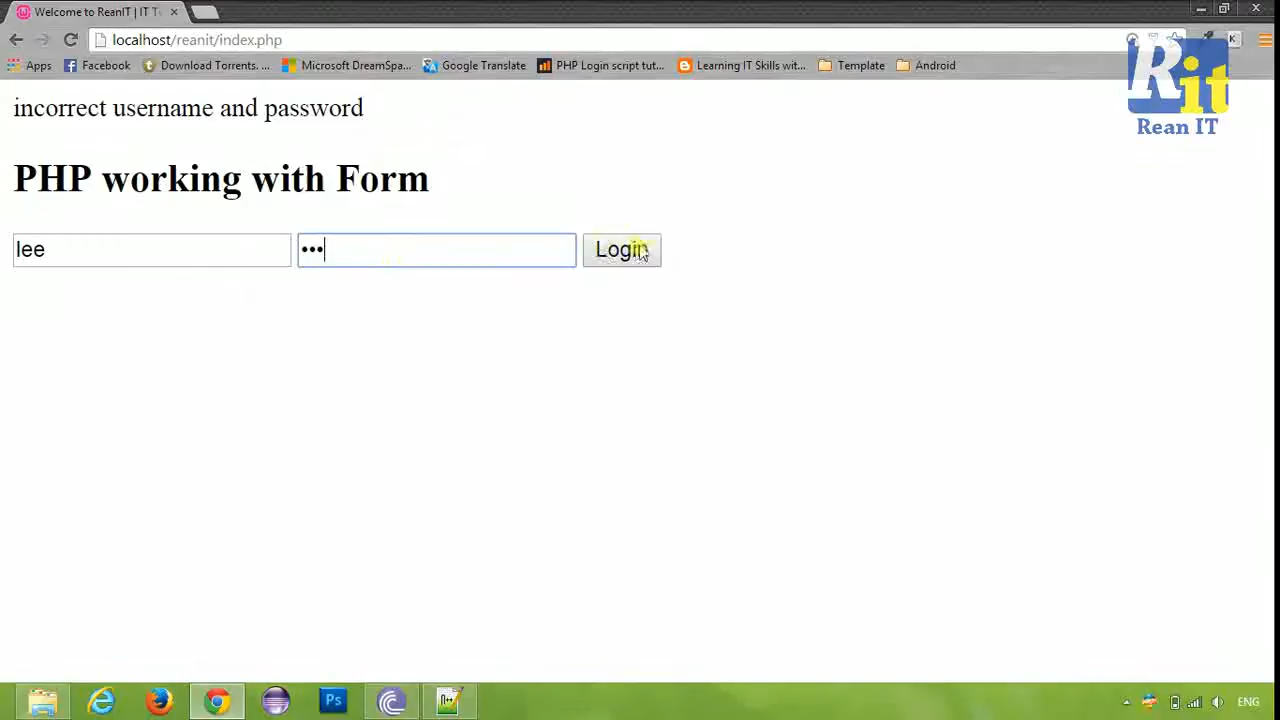 Welcome to ReanIT | IT T
localhost/reanit/index.php
K
Apps Facebook Download Torrents. ... Microsoft DreamSpa... Google Translate PHP Login script tut... Learning IT Skills wit... Template Android
Rit
Rean IT
incorrect username and password
PHP working with Form
lee ••• Login
Ps ENG